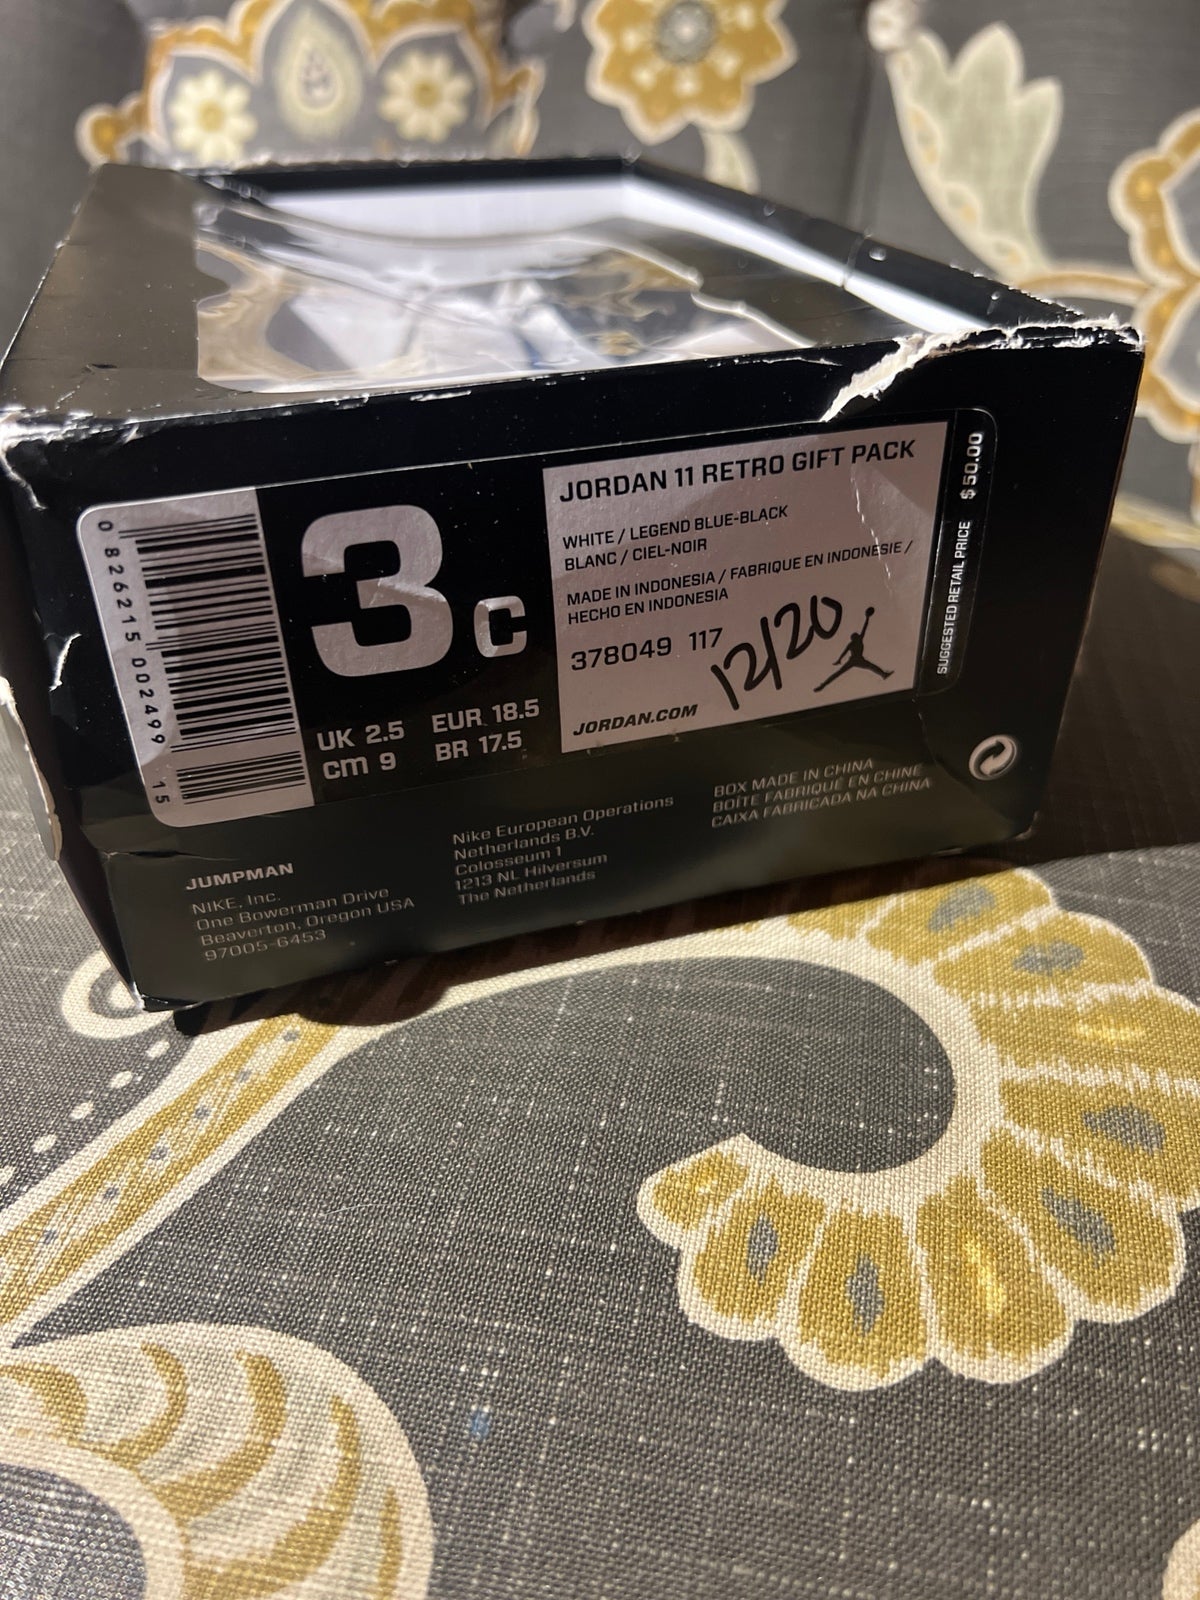 0 826215 002499 15
3c
UK 2.5 EUR 18.5
cm 9 BR 17.5
JORDAN 11 RETRO GIFT PACK
WHITE / LEGEND BLUE-BLACK
BLANC / CIEL-NOIR
MADE IN INDONESIA / FABRIQUE EN INDONESIE /
HECHO EN INDONESIA
378049 117
12/20
JORDAN.COM
SUGGESTED RETAIL PRICE $50.00
JUMPMAN
NIKE, Inc.
One Bowerman Drive
Beaverton, Oregon USA
97005-6453
Nike European Operations
Netherlands B.V.
Colosseum 1
1213 NL Hilversum
The Netherlands
BOX MADE IN CHINA
BOÎTE FABRIQUÉ EN CHINE
CAIXA FABRICADA NA CHINA